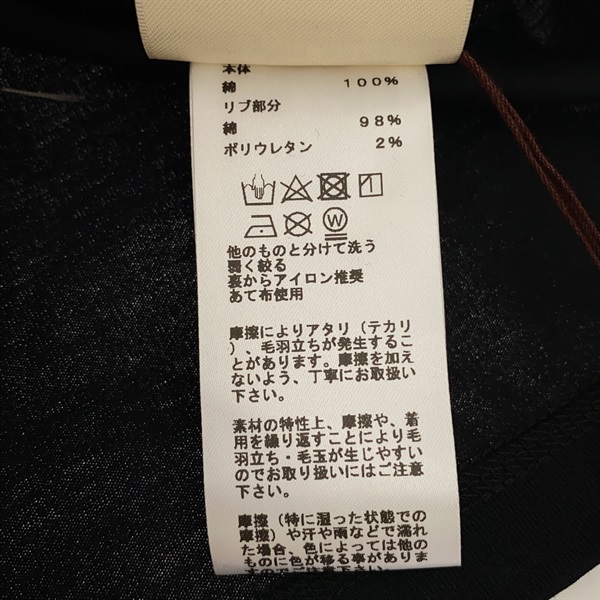 本体
綿 100%
リブ部分
綿 98%
ポリウレタン 2%
W
他のものと分けて洗う
弱く絞る
裏からアイロン推奨
あて布使用
摩擦によりアタリ(テカリ
)、毛羽立ちが発生するこ
とがあります。摩擦を加え
ないよう、丁寧にお取扱い
下さい。
素材の特性上、摩擦や、着
用を繰り返すことにより毛
羽立ち・毛玉が生じやすい
のでお取り扱いにはご注意
下さい。
摩擦(特に湿った状態での
摩擦)や汗や雨などで濡れ
た場合、色によっては他の
ものに色が移る事がありま